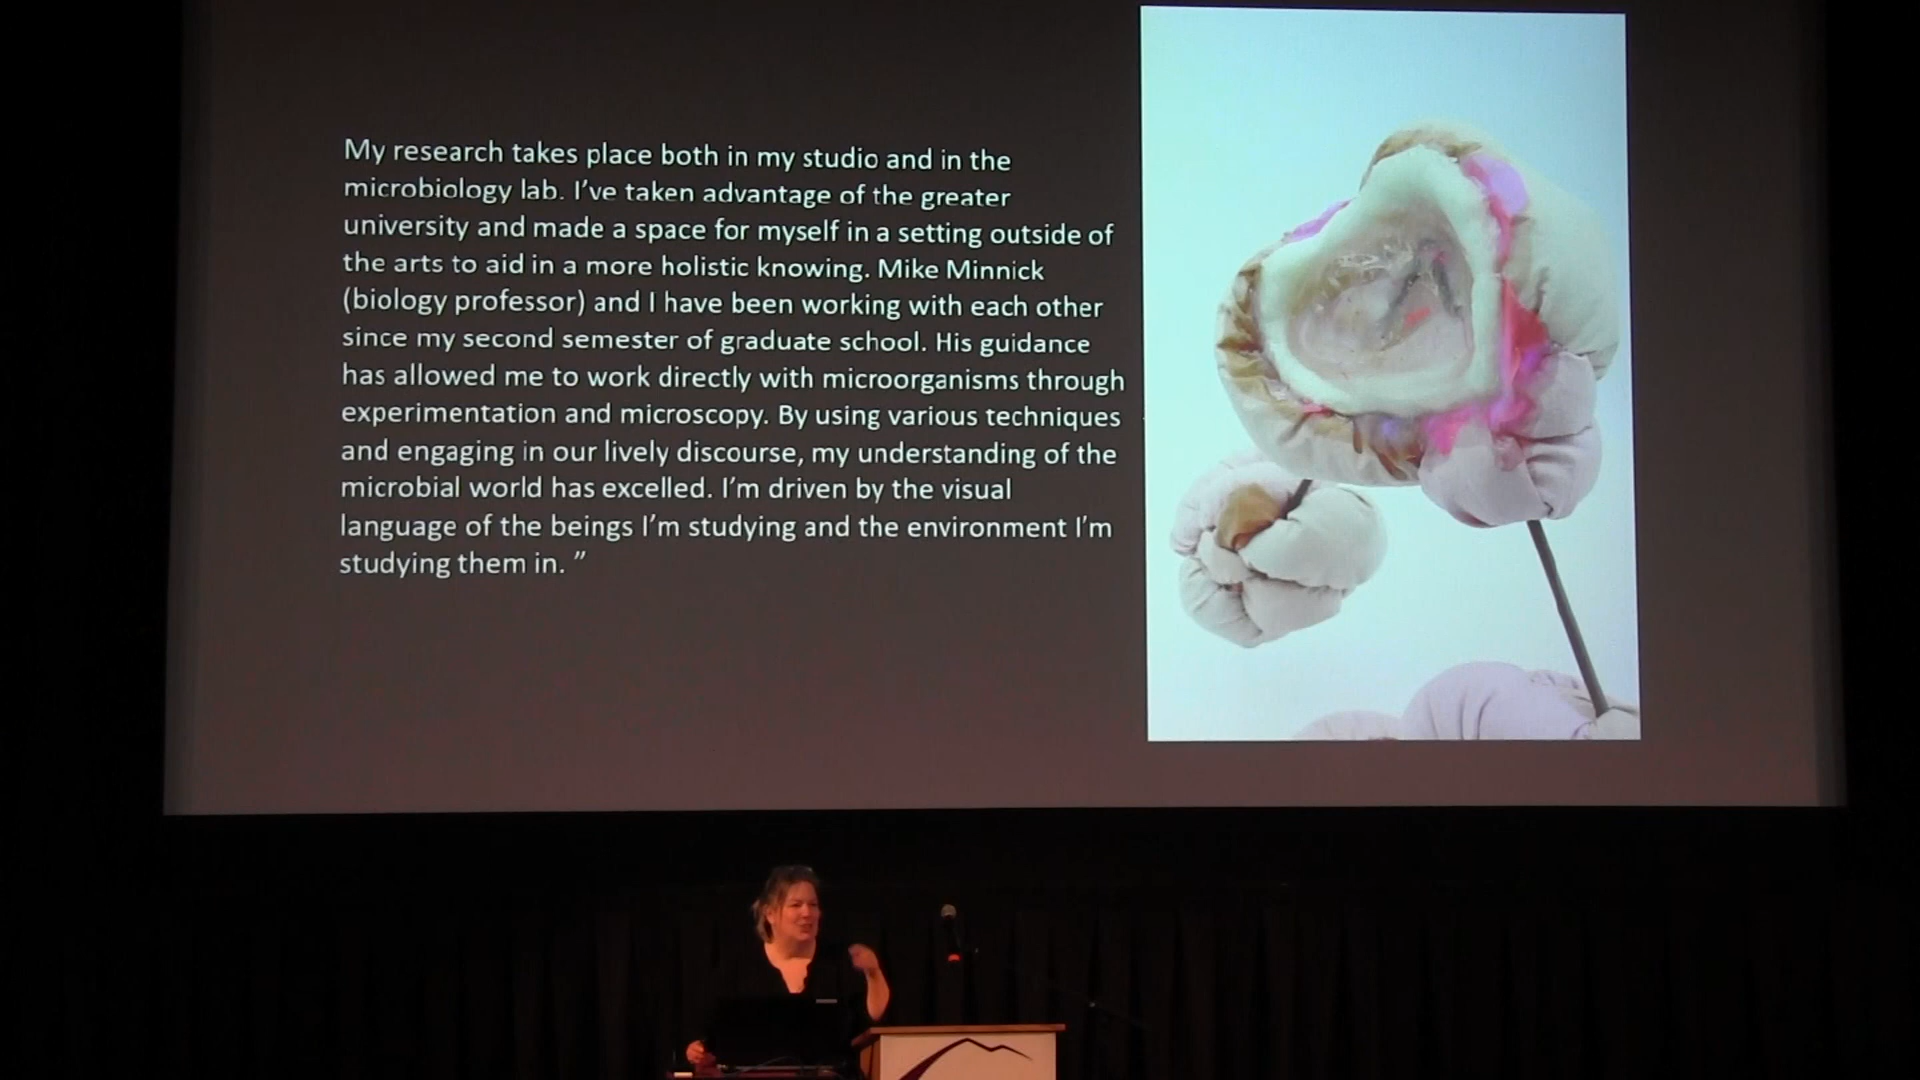 My research takes place both in my studio and in the
microbiology lab. I've taken advantage of the greater
university and made a space for myself in a setting outside of
the arts to aid in a more holistic knowing. Mike Minnick
(biology professor) and I have been working with each other
since my second semester of graduate school. His guidance
has allowed me to work directly with microorganisms through
experimentation and microscopy. By using various techniques
and engaging in our lively discourse, my understanding of the
microbial world has excelled. I'm driven by the visual
language of the beings I'm studying and the environment I'm
studying them in. ”